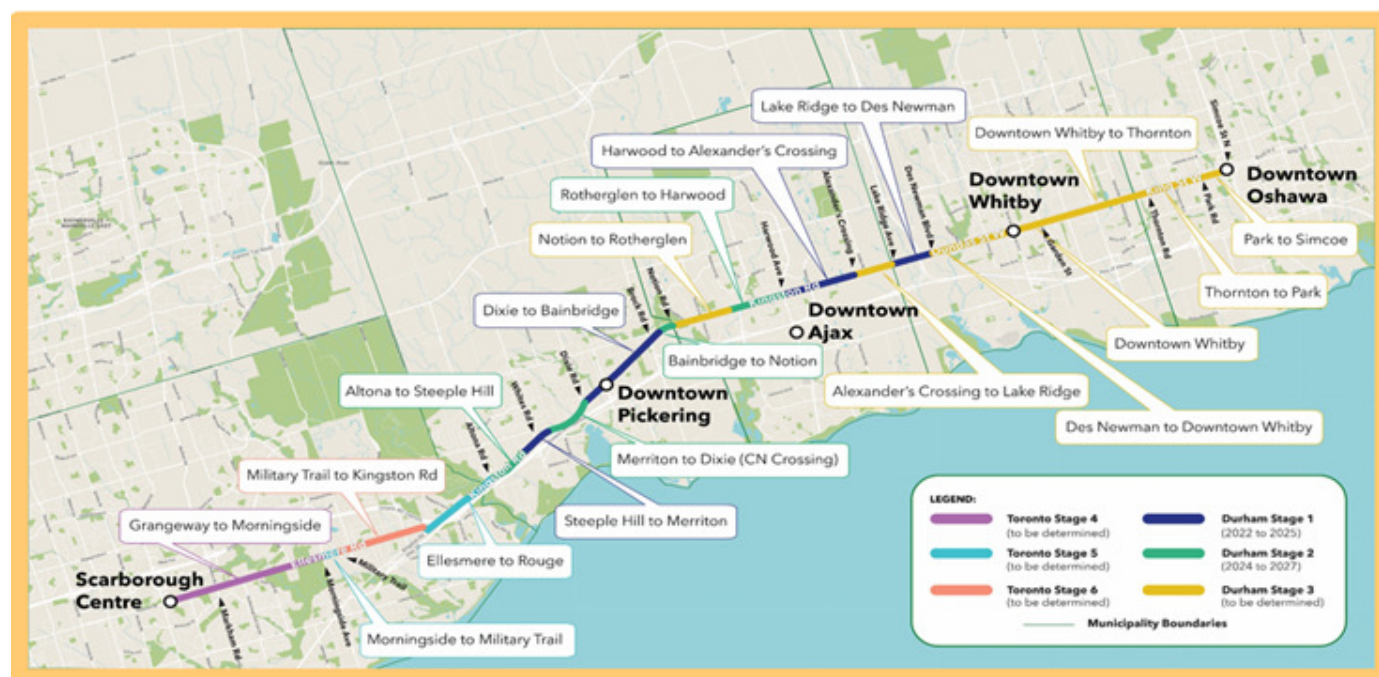 Lake Ridge to Des Newman
Downtown Whitby to Thornton
Harwood to Alexander's Crossing
Rotherglen to Harwood
Notion to Rotherglen
Dixie to Bainbridge
Altona to Steeple Hill
Military Trail to Kingston Rd
Grangeway to Morningside
Simcoe St N
Downtown
Oshawa
Park Rd
Park to Simcoe
King St W
Thornton Rd
Thornton to Park
Downtown
Whitby
Garden St
Downtown Whitby
Dundas St W
Des Newman Blvd
Lake Ridge Ave
Alexander's Crossing
Harwood Ave
Kingston Rd
Downtown
Ajax
Alexander's Crossing to Lake Ridge
Des Newman to Downtown Whitby
Notion Rd
Brock Rd
Bainbridge to Notion
Dixie Rd
Downtown
Pickering
Whites Rd
Merriton to Dixie (CN Crossing)
Altona Rd
Kingston Rd
Steeple Hill to Merriton
Ellesmere to Rouge
Ellesmere Rd
Military Trail
Morningside Ave
Morningside to Military Trail
Scarborough
Centre
Markham Rd
LEGEND:
Toronto Stage 4
(to be determined)
Toronto Stage 5
(to be determined)
Toronto Stage 6
(to be determined)
Durham Stage 1
(2022 to 2025)
Durham Stage 2
(2024 to 2027)
Durham Stage 3
(to be determined)
Municipality Boundaries